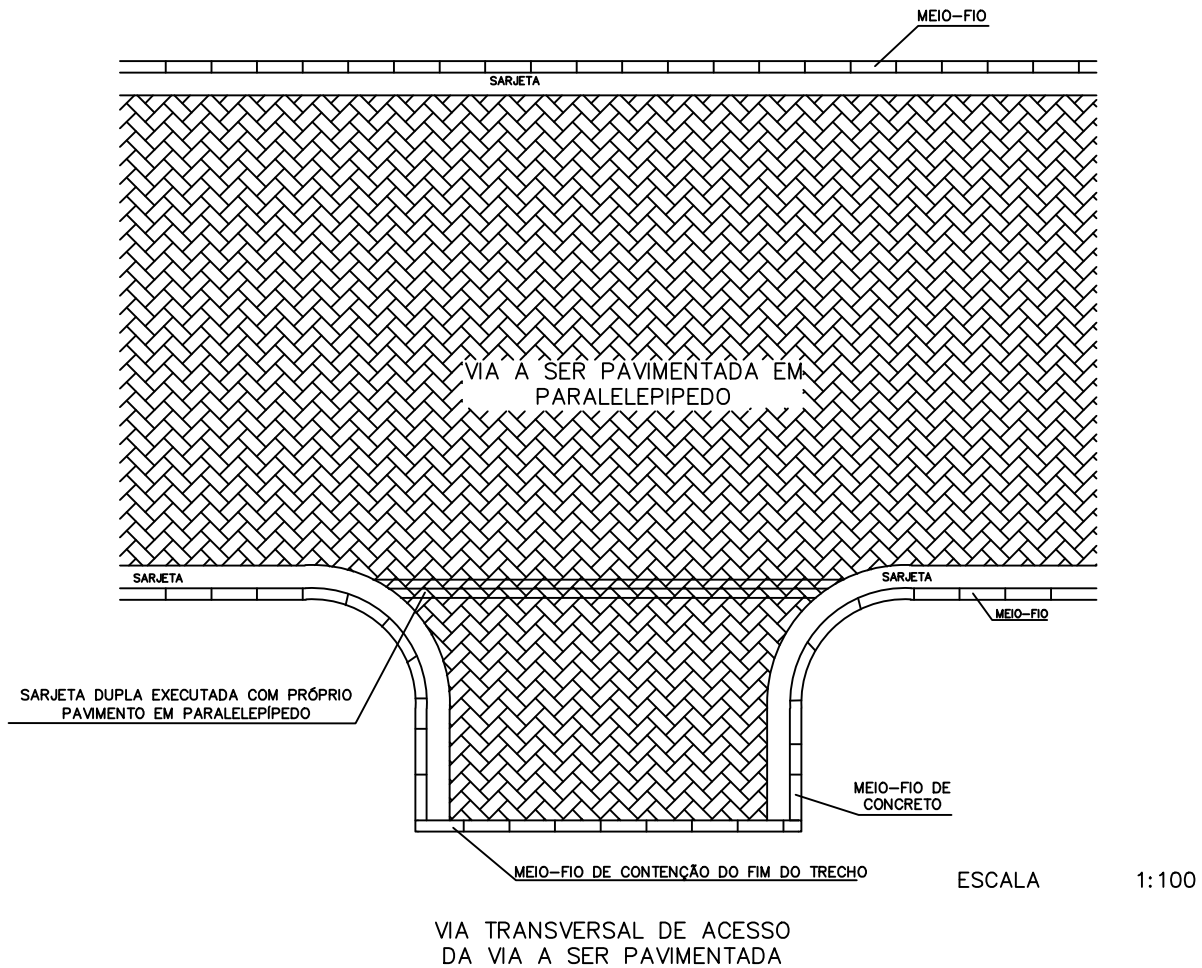 MEIO-FIO
SARJETA
VIA A SER PAVIMENTADA EM
PARALELEPIPEDO
SARJETA
SARJETA
MEIO-FIO
SARJETA DUPLA EXECUTADA COM PRÓPRIO
PAVIMENTO EM PARALELEPÍPEDO
MEIO-FIO DE
CONCRETO
MEIO-FIO DE CONTENÇÃO DO FIM DO TRECHO
ESCALA 1:100
VIA TRANSVERSAL DE ACESSO
DA VIA A SER PAVIMENTADA